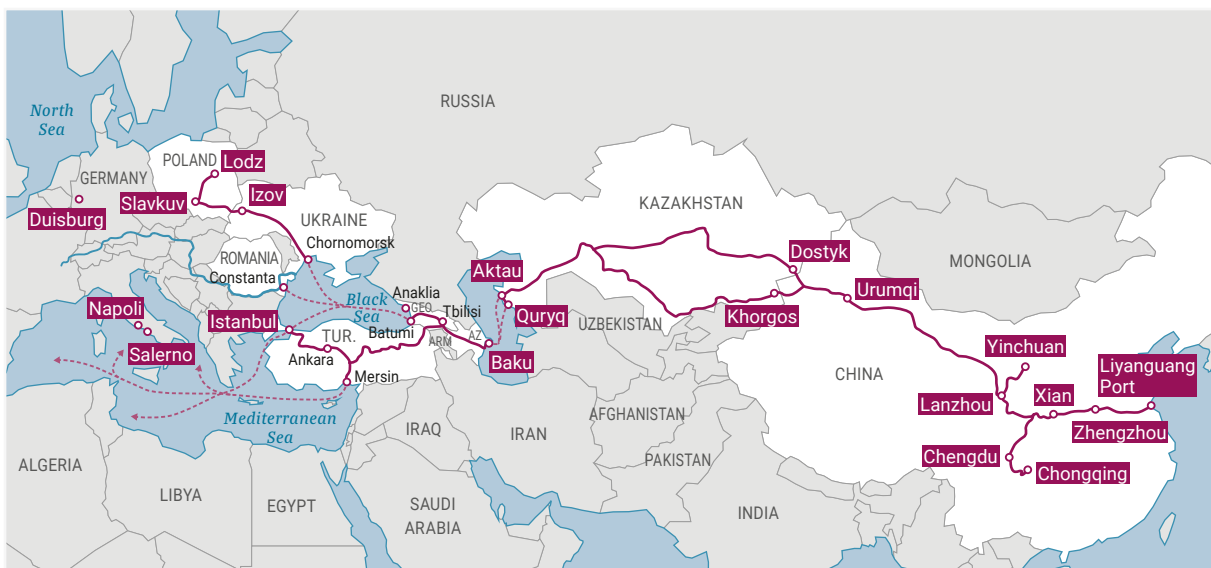 RUSSIA
North
Sea
POLAND
Lodz
GERMANY
Slavkuv
Izov
Duisburg
UKRAINE
KAZAKHSTAN
Chornomorsk
ROMANIA
Constanta
Dostyk
MONGOLIA
Aktau
Urumqi
Black
Sea
Anaklia
GEO
Tbilisi
Napoli
Istanbul
Quryq
Khorgos
UZBEKISTAN
TUR.
Batumi
ARM
AZ
Salerno
Ankara
Baku
Yinchuan
Mersin
CHINA
Liyanguang
Port
Lanzhou
Xian
Mediterranean
Sea
AFGHANISTAN
Zhengzhou
IRAQ
IRAN
Chengdu
PAKISTAN
ALGERIA
Chongqing
LIBYA
EGYPT
SAUDI
ARABIA
INDIA